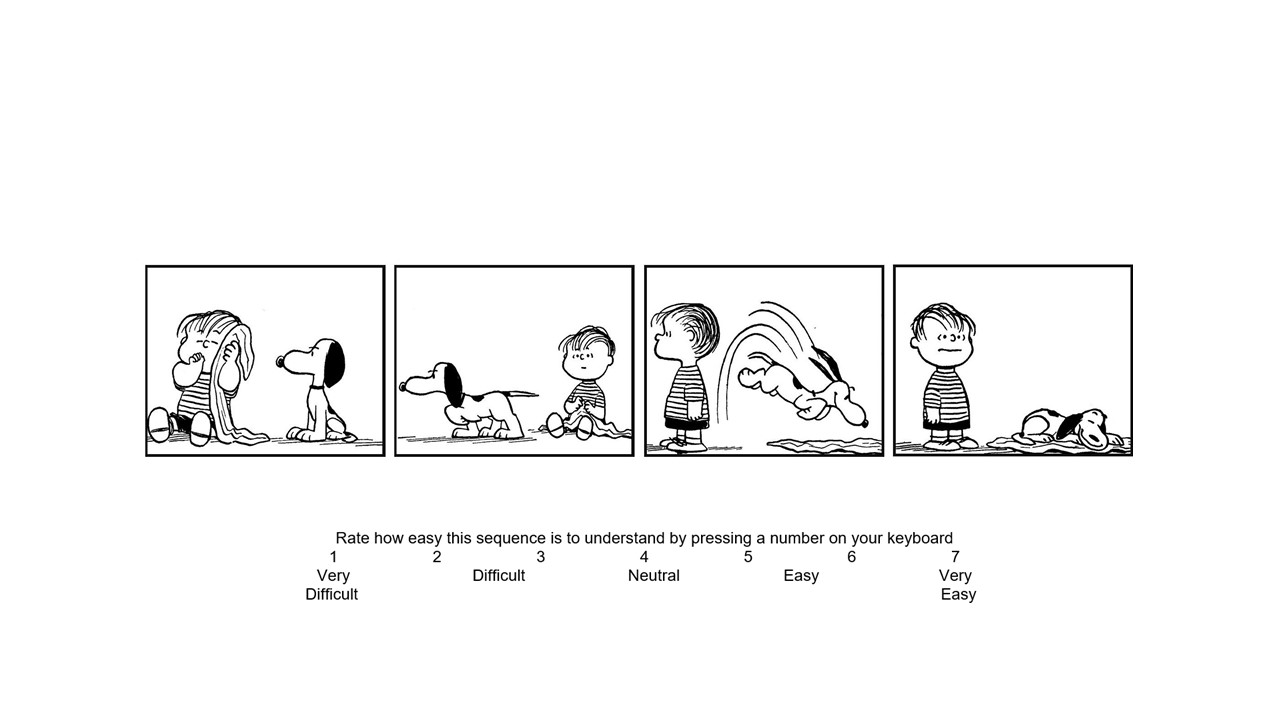 Rate how easy this sequence is to understand by pressing a number on your keyboard
1 2 3 4 5 6 7
Very Difficult Neutral Easy Very
Difficult Easy